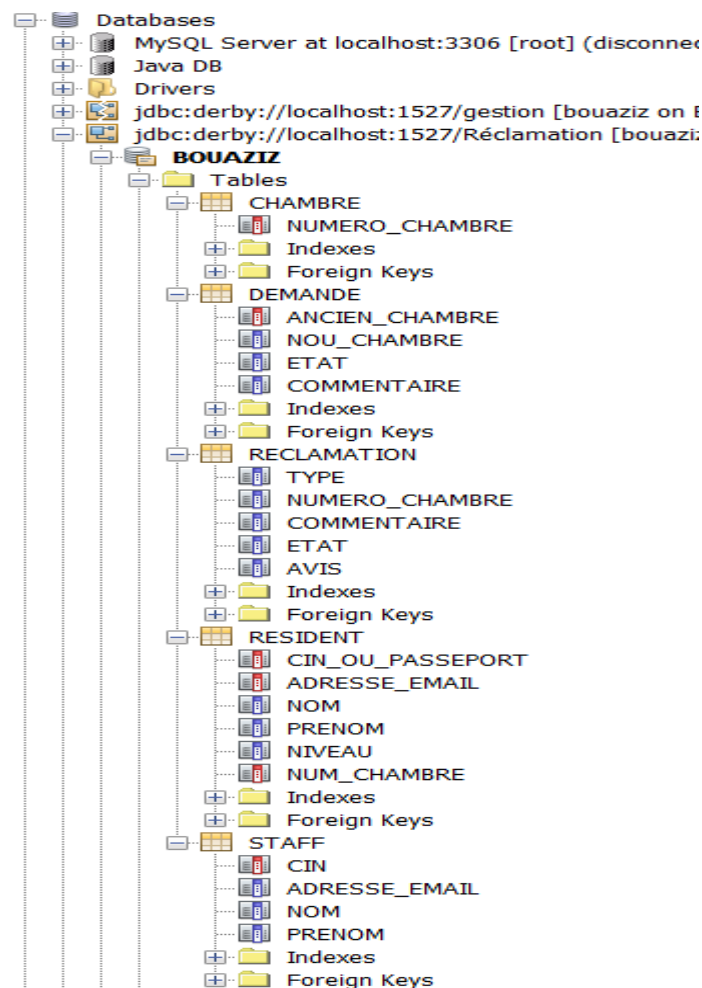 Databases
MySQL Server at localhost:3306 [root] (disconne
Java DB
Drivers
jdbc:derby://localhost:1527/gestion [bouaziz on
jdbc:derby://localhost:1527/Réclamation [bouazi
BOUAZIZ
Tables
CHAMBRE
NUMERO_CHAMBRE
Indexes
Foreign Keys
DEMANDE
ANCIEN_CHAMBRE
NOU_CHAMBRE
ETAT
COMMENTAIRE
Indexes
Foreign Keys
RECLAMATION
TYPE
NUMERO_CHAMBRE
COMMENTAIRE
ETAT
AVIS
Indexes
Foreign Keys
RESIDENT
CIN_OU_PASSEPORT
ADRESSE_EMAIL
NOM
PRENOM
NIVEAU
NUM_CHAMBRE
Indexes
Foreign Keys
STAFF
CIN
ADRESSE_EMAIL
NOM
PRENOM
Indexes
Foreign Keys